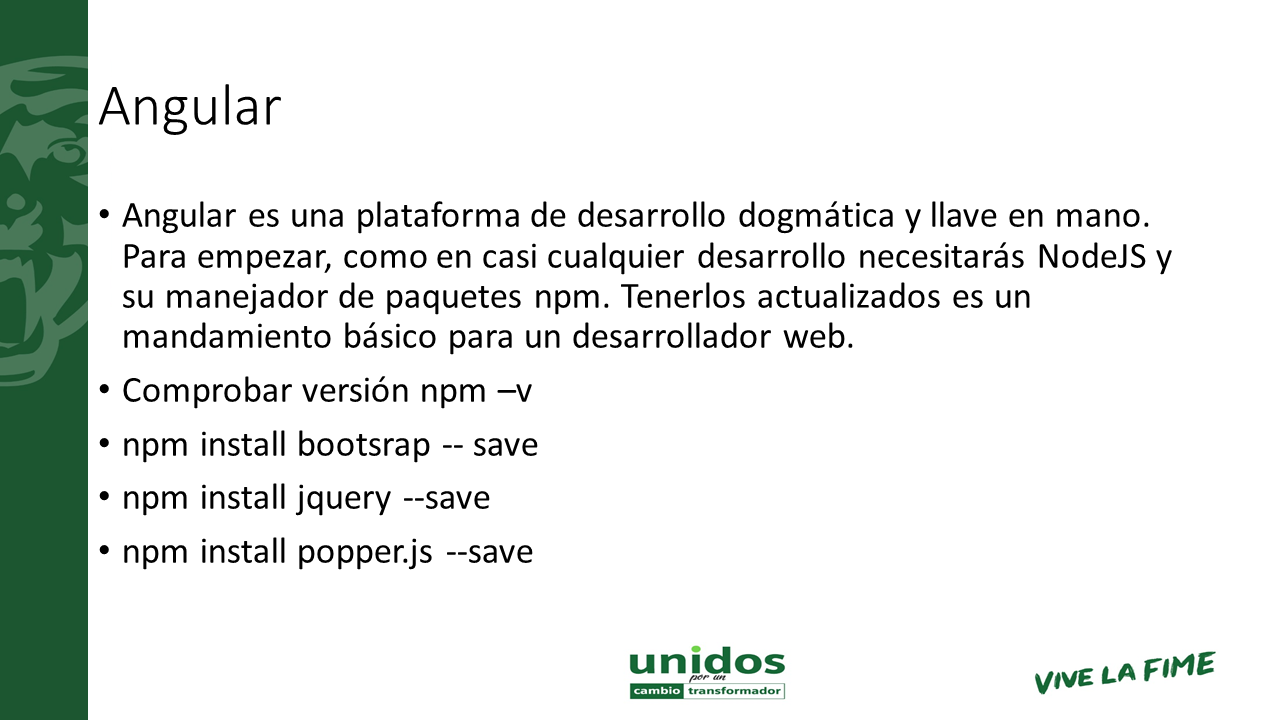 Angular
• Angular es una plataforma de desarrollo dogmática y llave en mano.
Para empezar, como en casi cualquier desarrollo necesitarás NodeJS y
su manejador de paquetes npm. Tenerlos actualizados es un
mandamiento básico para un desarrollador web.
• Comprobar versión npm –v
• npm install bootsrap -- save
• npm install jquery --save
• npm install popper.js --save
unidos
por un
cambio transformador
VIVE LA FIME